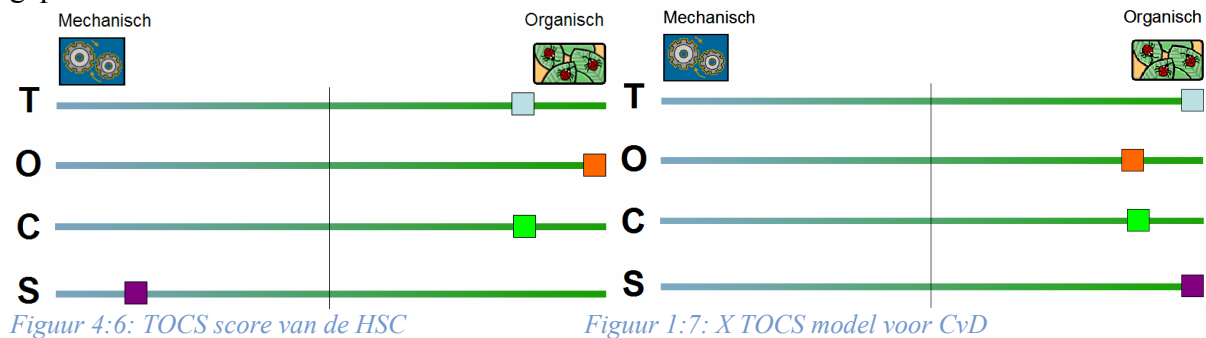 Mechanisch
Organisch
T
O
C
S
Figuur 4:6: TOCS score van de HSC
Mechanisch
Organisch
T
O
C
S
Figuur 1:7: X TOCS model voor CvD